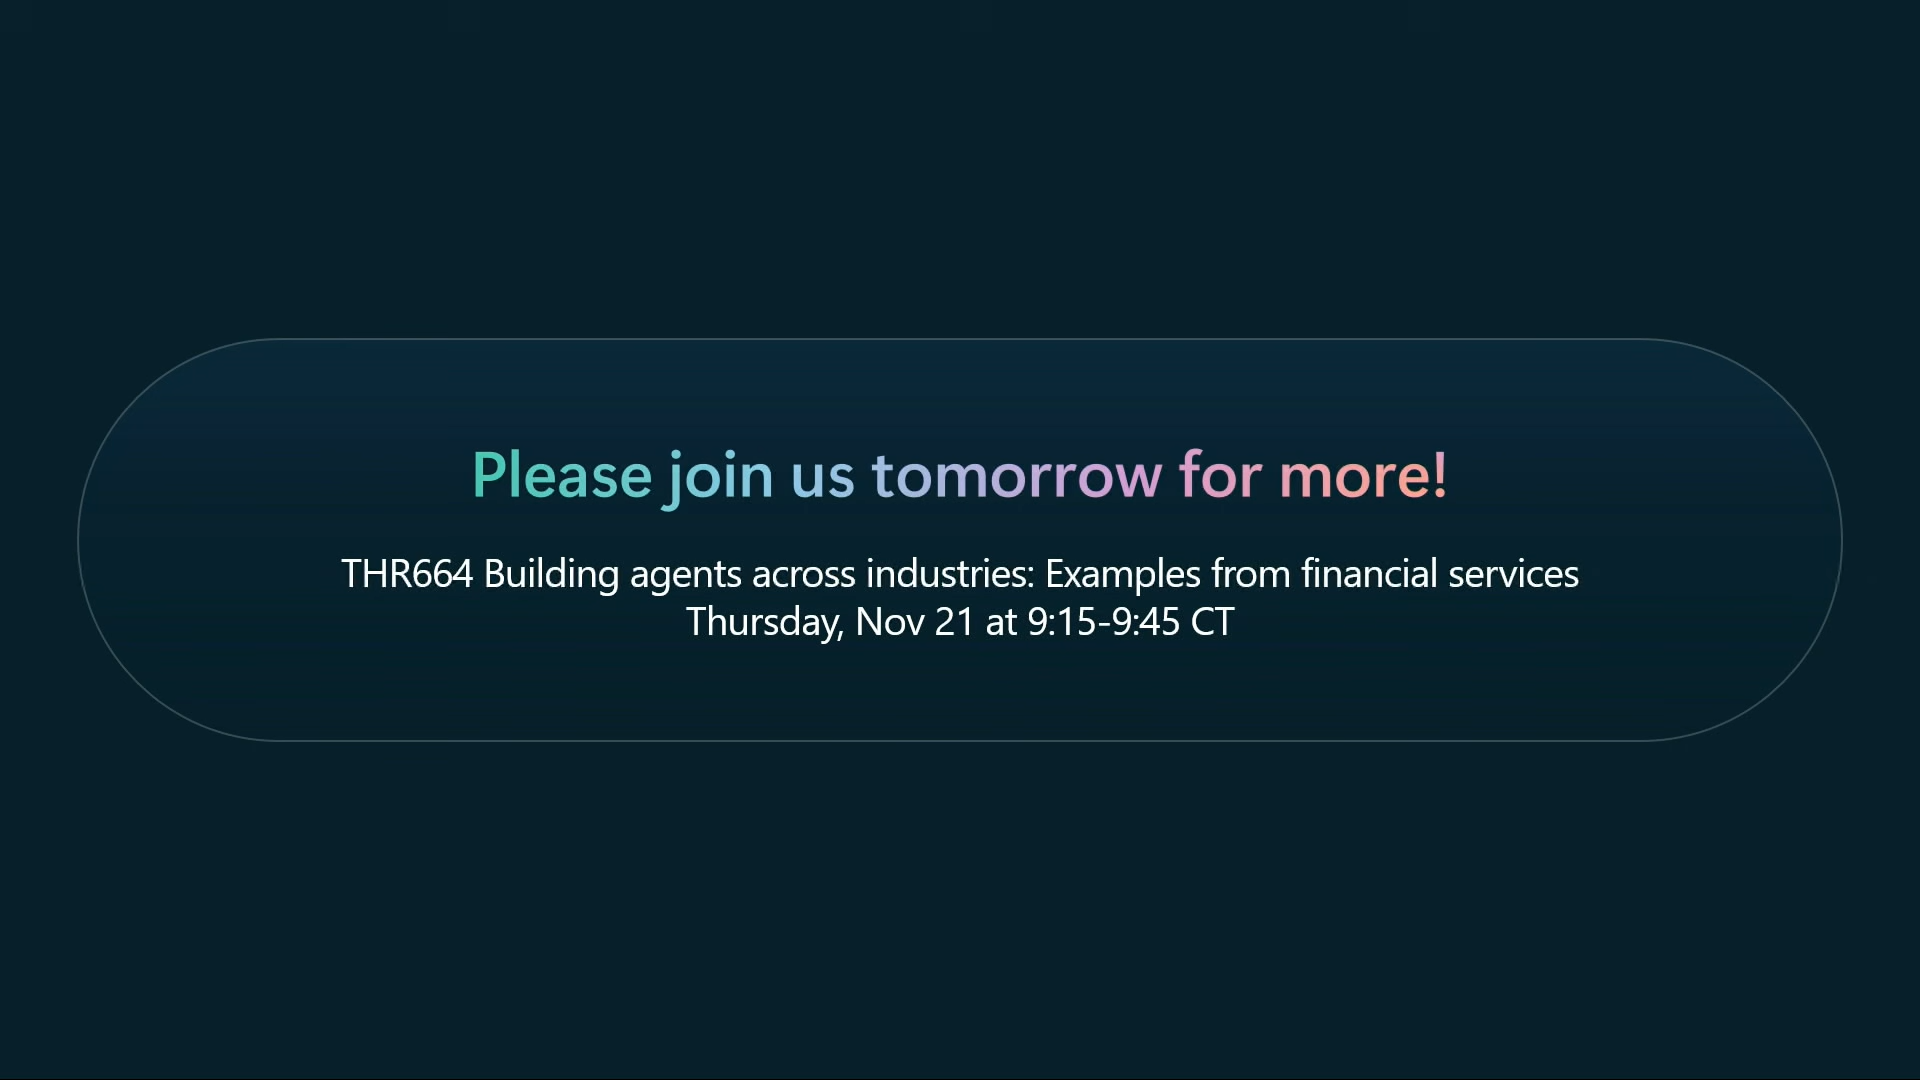 Please join us tomorrow for more!
THR664 Building agents across industries: Examples from financial services
Thursday, Nov 21 at 9:15-9:45 CT